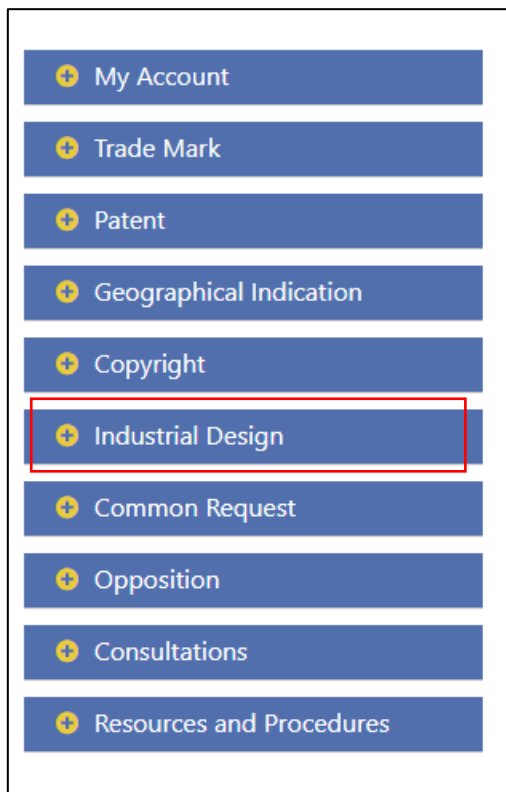 My Account
Trade Mark
Patent
Geographical Indication
Copyright
Industrial Design
Common Request
Opposition
Consultations
Resources and Procedures